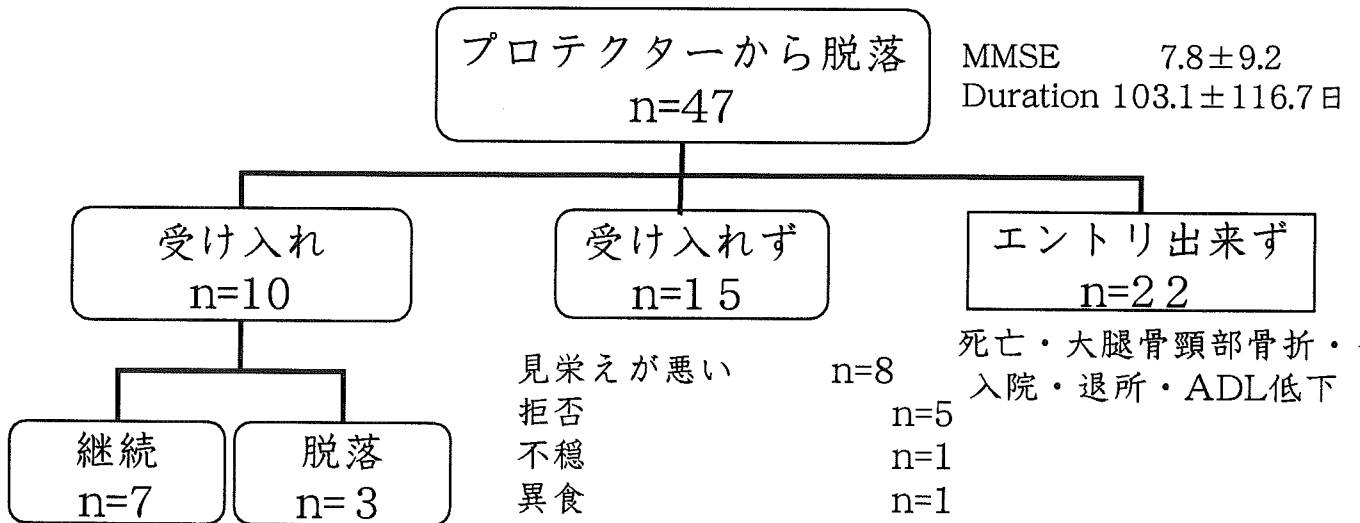 プロテクターから脱落
n=47
MMSE 7.8±9.2
Duration 103.1±116.7日
受け入れ
n=10
受け入れず
n=15
エントリ出来ず
n=22
死亡・大腿骨頸部骨折・
入院・退所・ADL低下
見栄えが悪い n=8
拒否 n=5
不穏 n=1
異食 n=1
継続
n=7
脱落
n=3